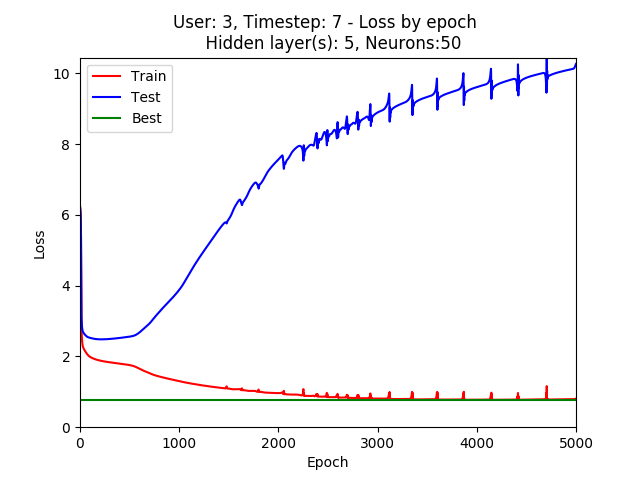 User: 3, Timestep: 7 - Loss by epoch
Hidden layer(s): 5, Neurons:50
Train
Test
Best
10
8
6
4
2
0
Loss
0 1000 2000 3000 4000 5000
Epoch